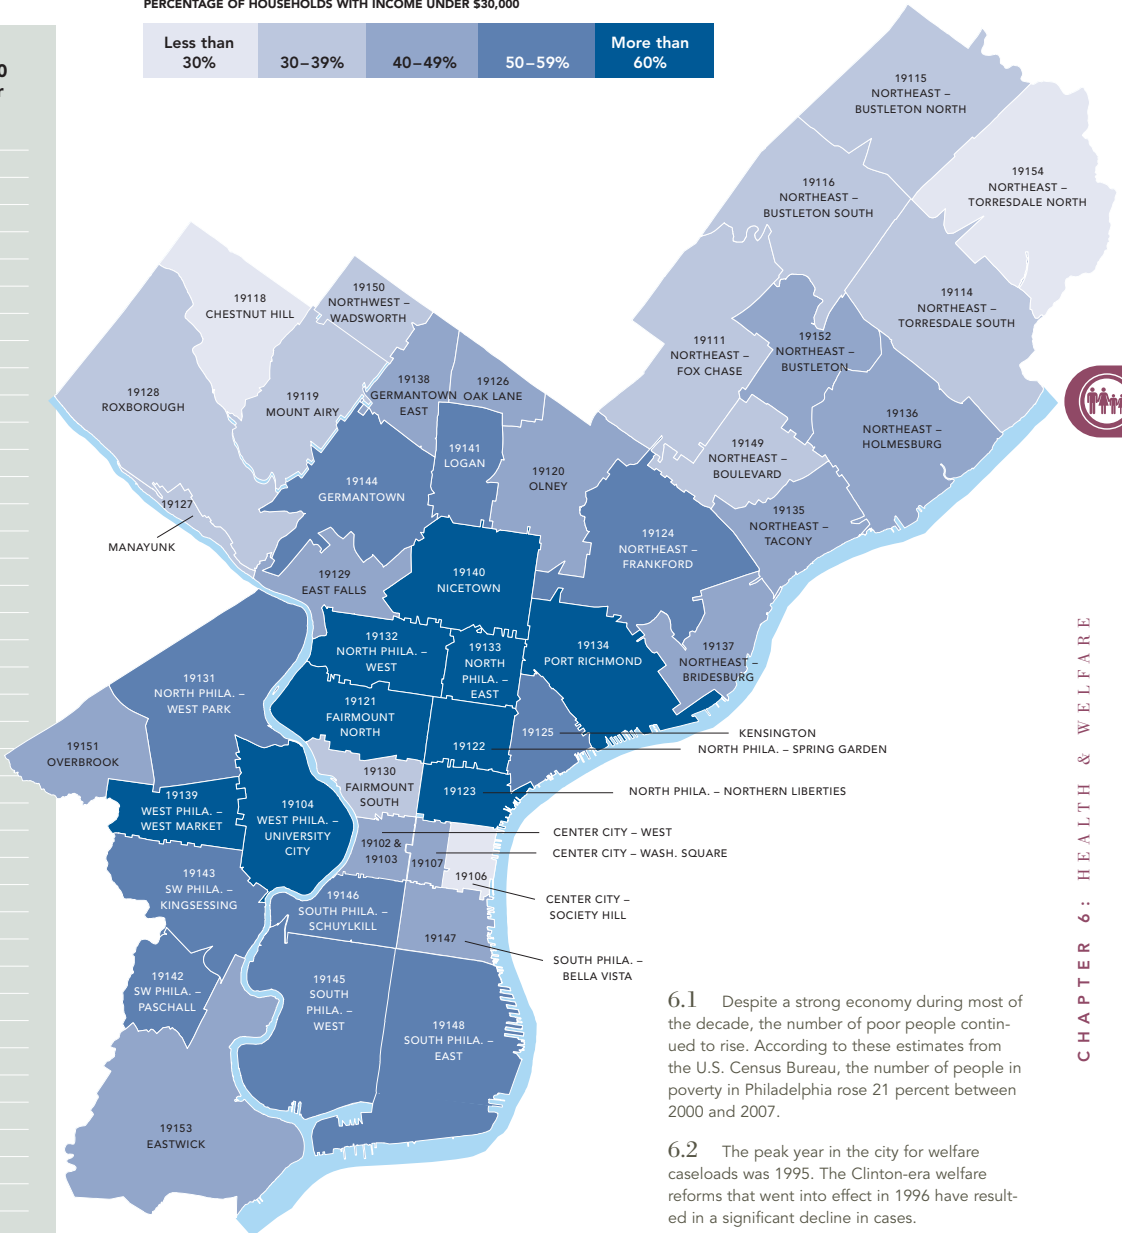 PERCENTAGE OF HOUSEHOLDS WITH INCOME UNDER $30,000
Less than
30%
30–39%
40–49%
50–59%
More than
60%
0
r
19115
NORTHEAST –
BUSTLETON NORTH
19154
NORTHEAST –
TORRESDALE NORTH
19116
NORTHEAST –
BUSTLETON SOUTH
19114
NORTHEAST –
TORRESDALE SOUTH
19118
CHESTNUT HILL
19150
NORTHWEST –
WADSWORTH
19111
NORTHEAST –
FOX CHASE
19152
NORTHEAST –
BUSTLETON
19128
ROXBOROUGH
19119
MOUNT AIRY
19138
GERMANTOWN
EAST
19126
OAK LANE
19136
NORTHEAST –
HOLMESBURG
19141
LOGAN
19149
NORTHEAST –
BOULEVARD
19144
GERMANTOWN
19120
OLNEY
19127
MANAYUNK
19135
NORTHEAST –
TACONY
19124
NORTHEAST –
FRANKFORD
19129
EAST FALLS
19140
NICETOWN
19132
NORTH PHILA. –
WEST
19133
NORTH
PHILA. –
EAST
19134
PORT RICHMOND
19137
NORTHEAST –
BRIDESBURG
19131
NORTH PHILA. –
WEST PARK
19121
FAIRMOUNT
NORTH
19125
KENSINGTON
19122
NORTH PHILA. – SPRING GARDEN
19151
OVERBROOK
19130
FAIRMOUNT
SOUTH
19123
NORTH PHILA. – NORTHERN LIBERTIES
19139
WEST PHILA. –
WEST MARKET
19104
WEST PHILA. –
UNIVERSITY
CITY
CENTER CITY – WEST
19102 &
19103
CENTER CITY – WASH. SQUARE
19107
19106
CENTER CITY –
SOCIETY HILL
19143
SW PHILA. –
KINGSESSING
19146
SOUTH PHILA. –
SCHUYLKILL
19147
SOUTH PHILA. –
BELLA VISTA
19142
SW PHILA. –
PASCHALL
19145
SOUTH
PHILA. –
WEST
19148
SOUTH PHILA. –
EAST
19153
EASTWICK
6.1 Despite a strong economy during most of
the decade, the number of poor people contin-
ued to rise. According to these estimates from
the U.S. Census Bureau, the number of people in
poverty in Philadelphia rose 21 percent between
2000 and 2007.
6.2 The peak year in the city for welfare
caseloads was 1995. The Clinton-era welfare
reforms that went into effect in 1996 have result-
ed in a significant decline in cases.
CHAPTER 6: HEALTH & WELFARE